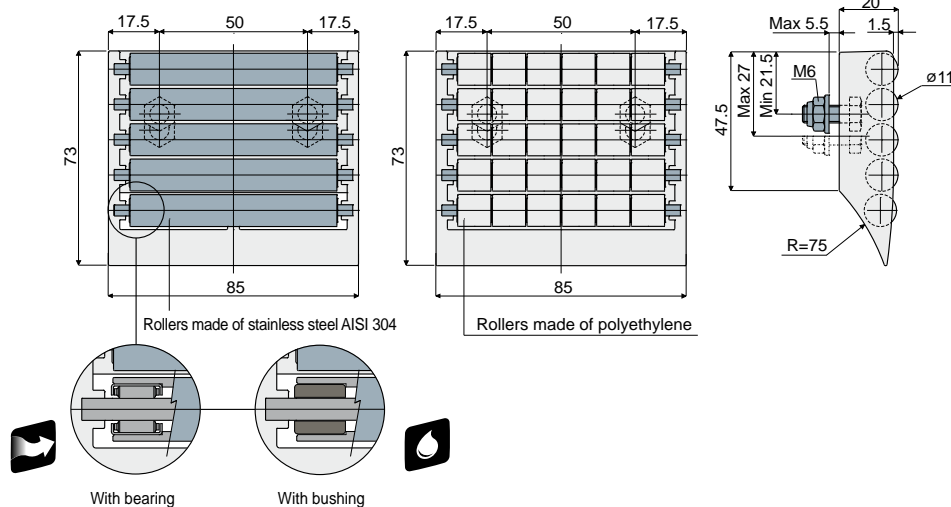 17.5 50 17.5
73
85
Rollers made of stainless steel AISI 304
17.5 50 17.5
73
85
Rollers made of polyethylene
20
Max 5.5 1.5
M6
47.5
Max 27
Min 21.5
ø11
R=75
With bearing
With bushing